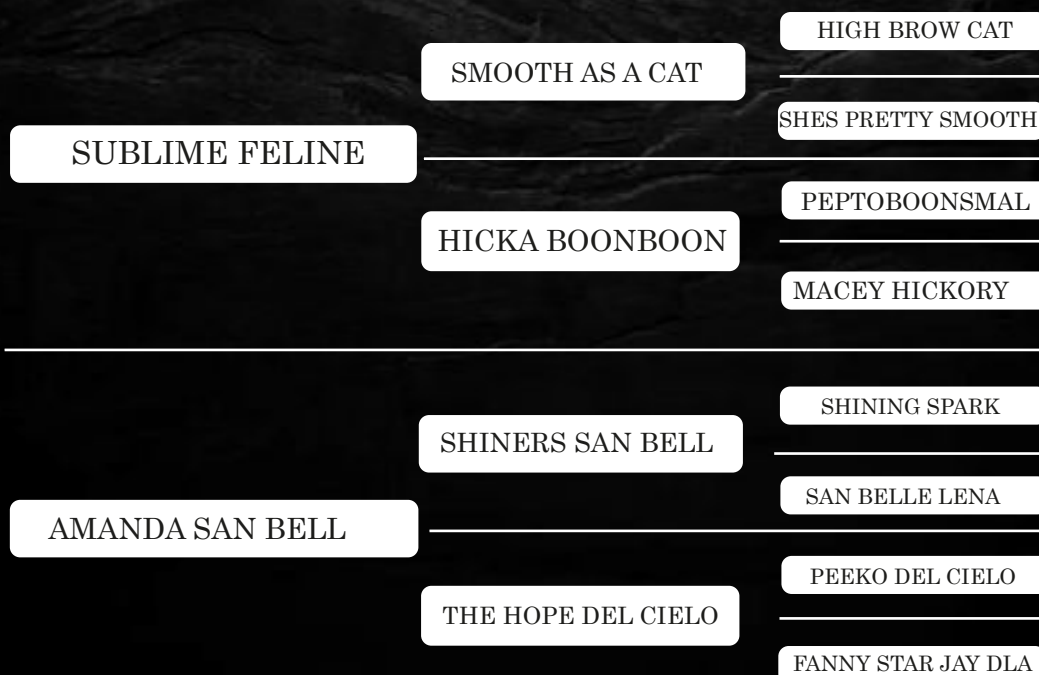 HIGH BROW CAT
SMOOTH AS A CAT
SHES PRETTY SMOOTH
SUBLIME FELINE
PEPTOBOONSMAL
HICKA BOONBOON
MACEY HICKORY
SHINING SPARK
SHINERS SAN BELL
SAN BELLE LENA
AMANDA SAN BELL
PEEKO DEL CIELO
THE HOPE DEL CIELO
FANNY STAR JAY DLA